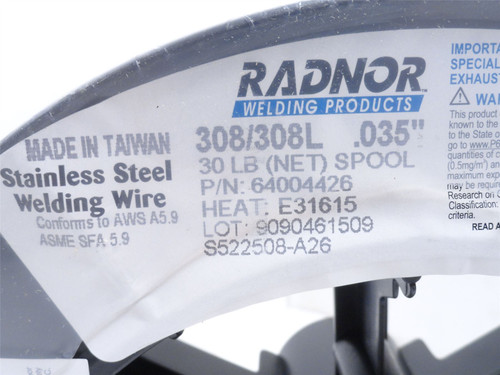 RADNOR
WELDING PRODUCTS
MADE IN TAIWAN
Stainless Steel
Welding Wire
Conforms to AWS A5.9
ASME SFA 5.9
308/308L .035"
30 LB (NET) SPOOL
P/N: 64004426
HEAT: E31615
LOT: 9090461509
S522508-A26
IMPORTA
SPECIAL
EXHAUST
⚠ WAR
This product
known to the
to the State o
go to www.P6
quantities of
(0.5mg/m³) an
maximum exp
may be require
Research on
Classification:
criteria.
READ A